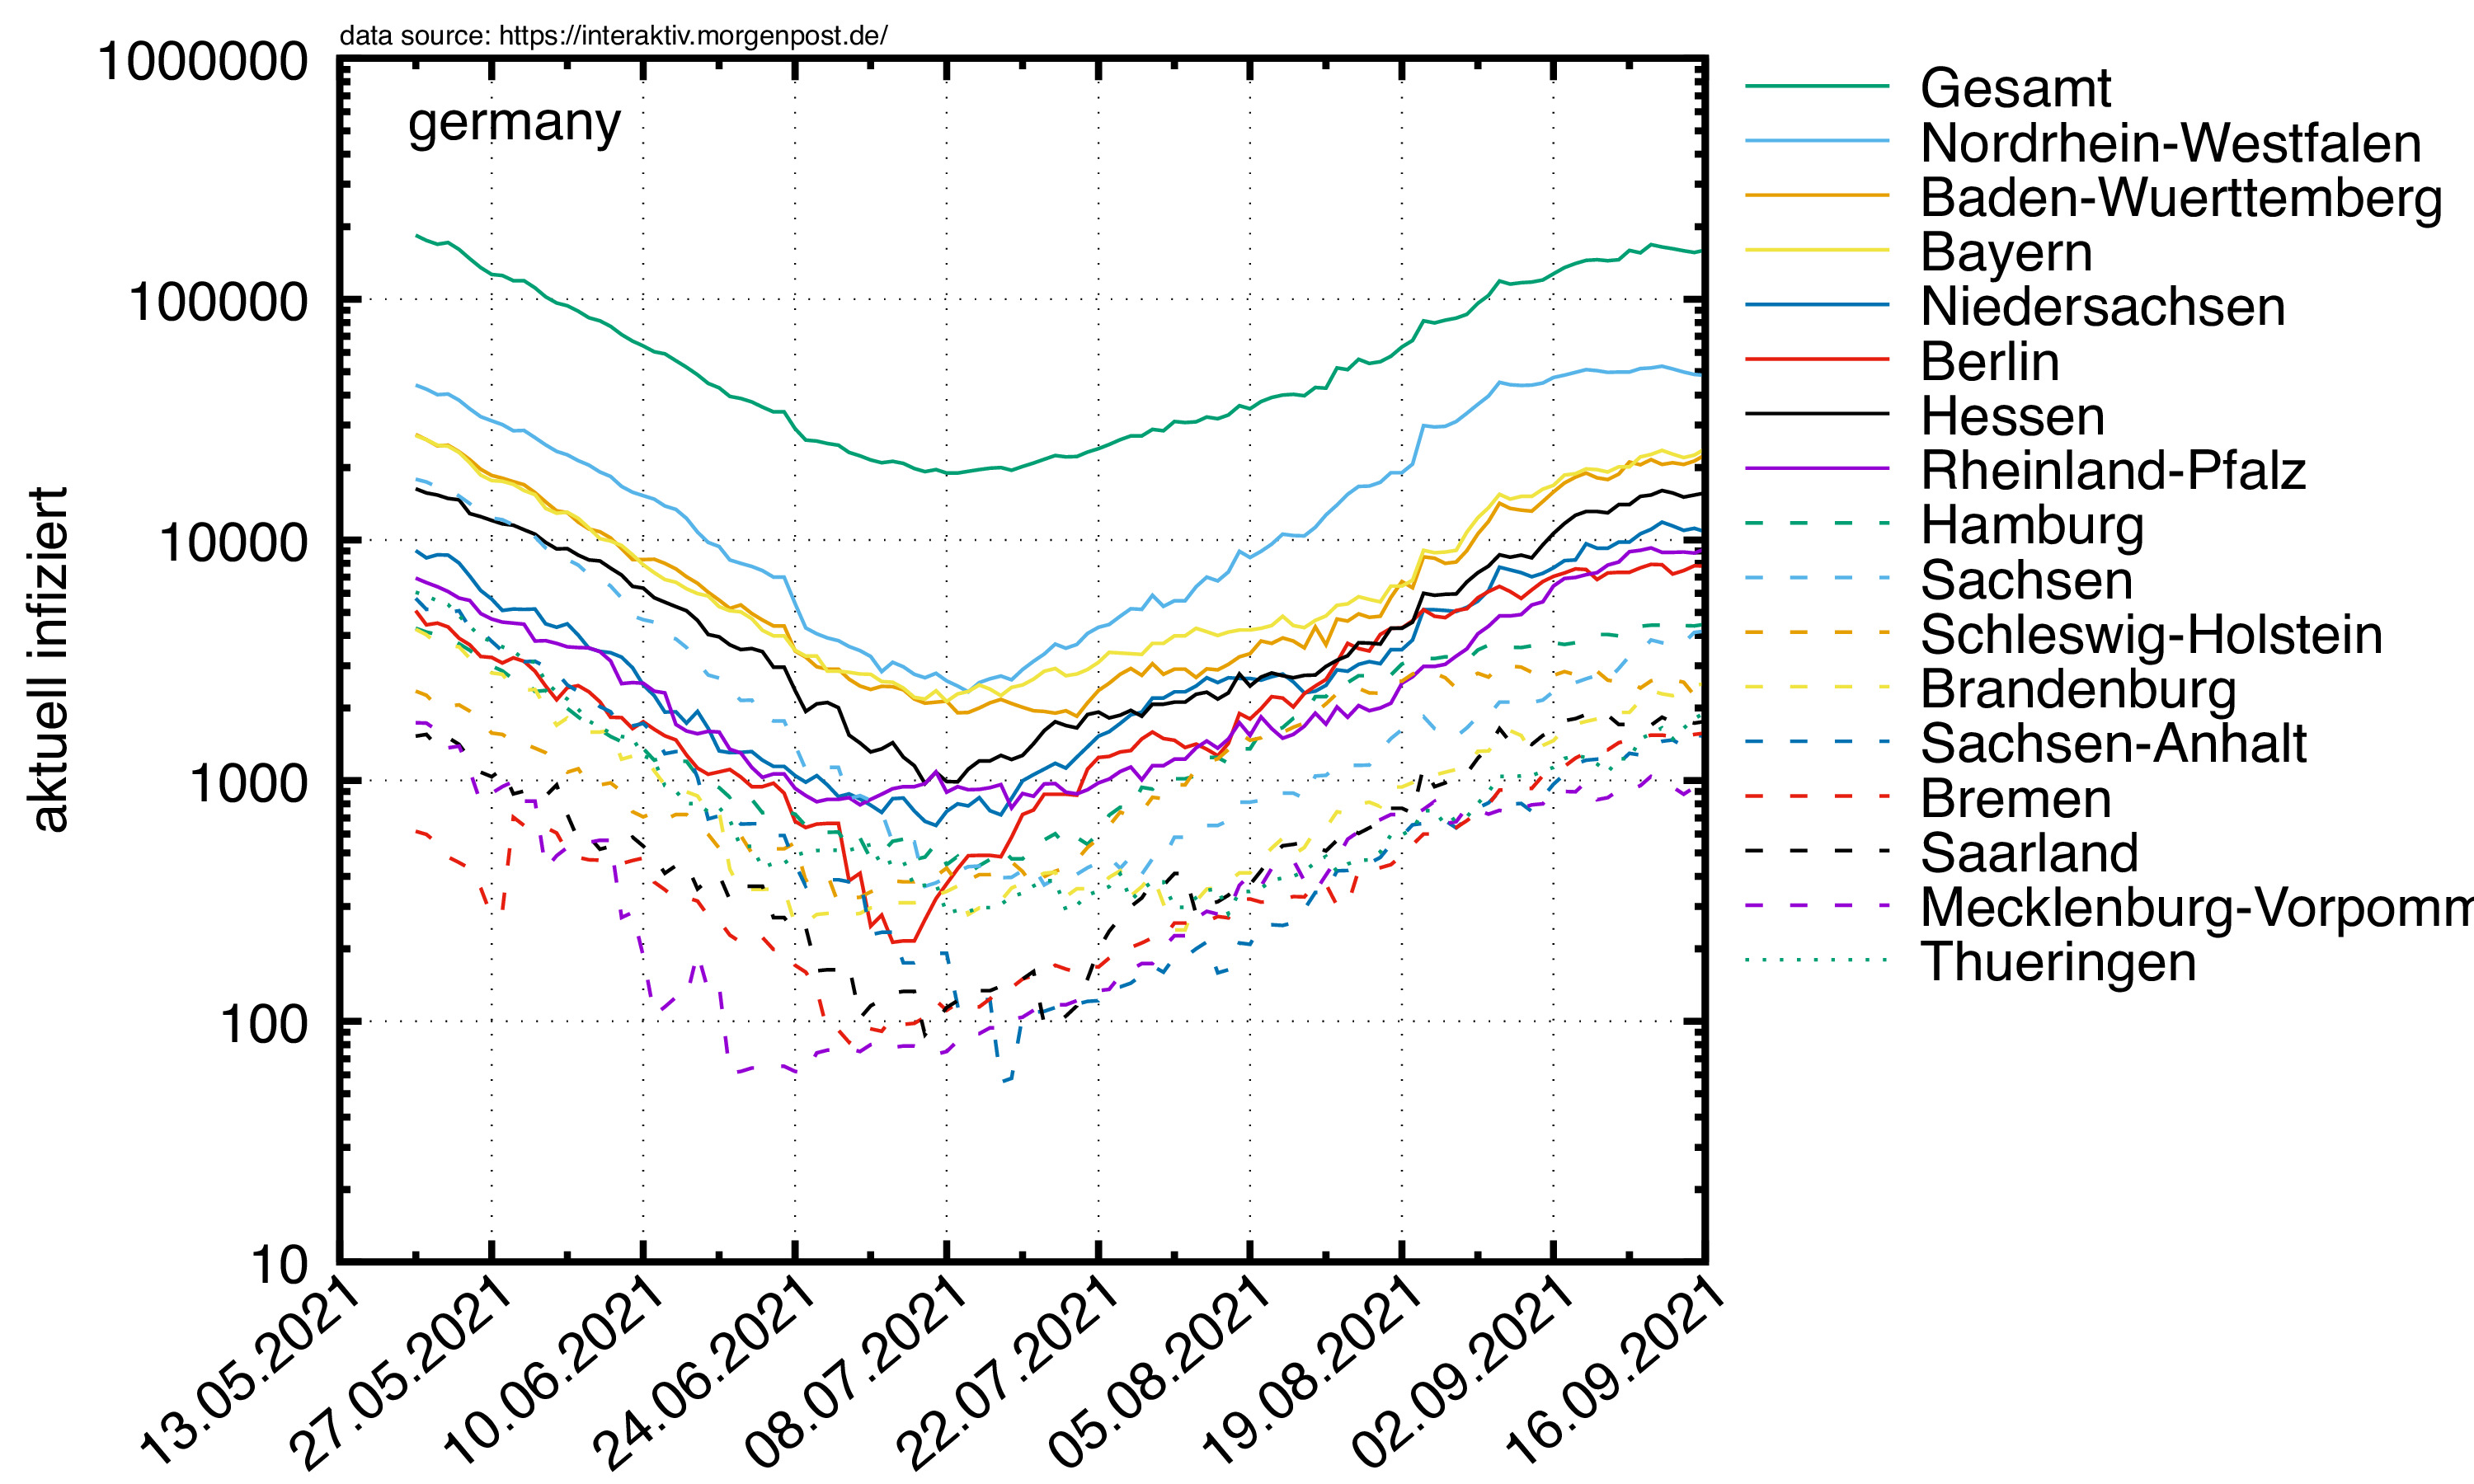 data source: https://interaktiv.morgenpost.de/
germany
aktuell infiziert
1000000
100000
10000
1000
100
10
13.05.2021
27.05.2021
10.06.2021
24.06.2021
08.07.2021
22.07.2021
05.08.2021
19.08.2021
02.09.2021
16.09.2021
Gesamt
Nordrhein-Westfalen
Baden-Wuerttemberg
Bayern
Niedersachsen
Berlin
Hessen
Rheinland-Pfalz
Hamburg
Sachsen
Schleswig-Holstein
Brandenburg
Sachsen-Anhalt
Bremen
Saarland
Mecklenburg-Vorpomm
Thueringen